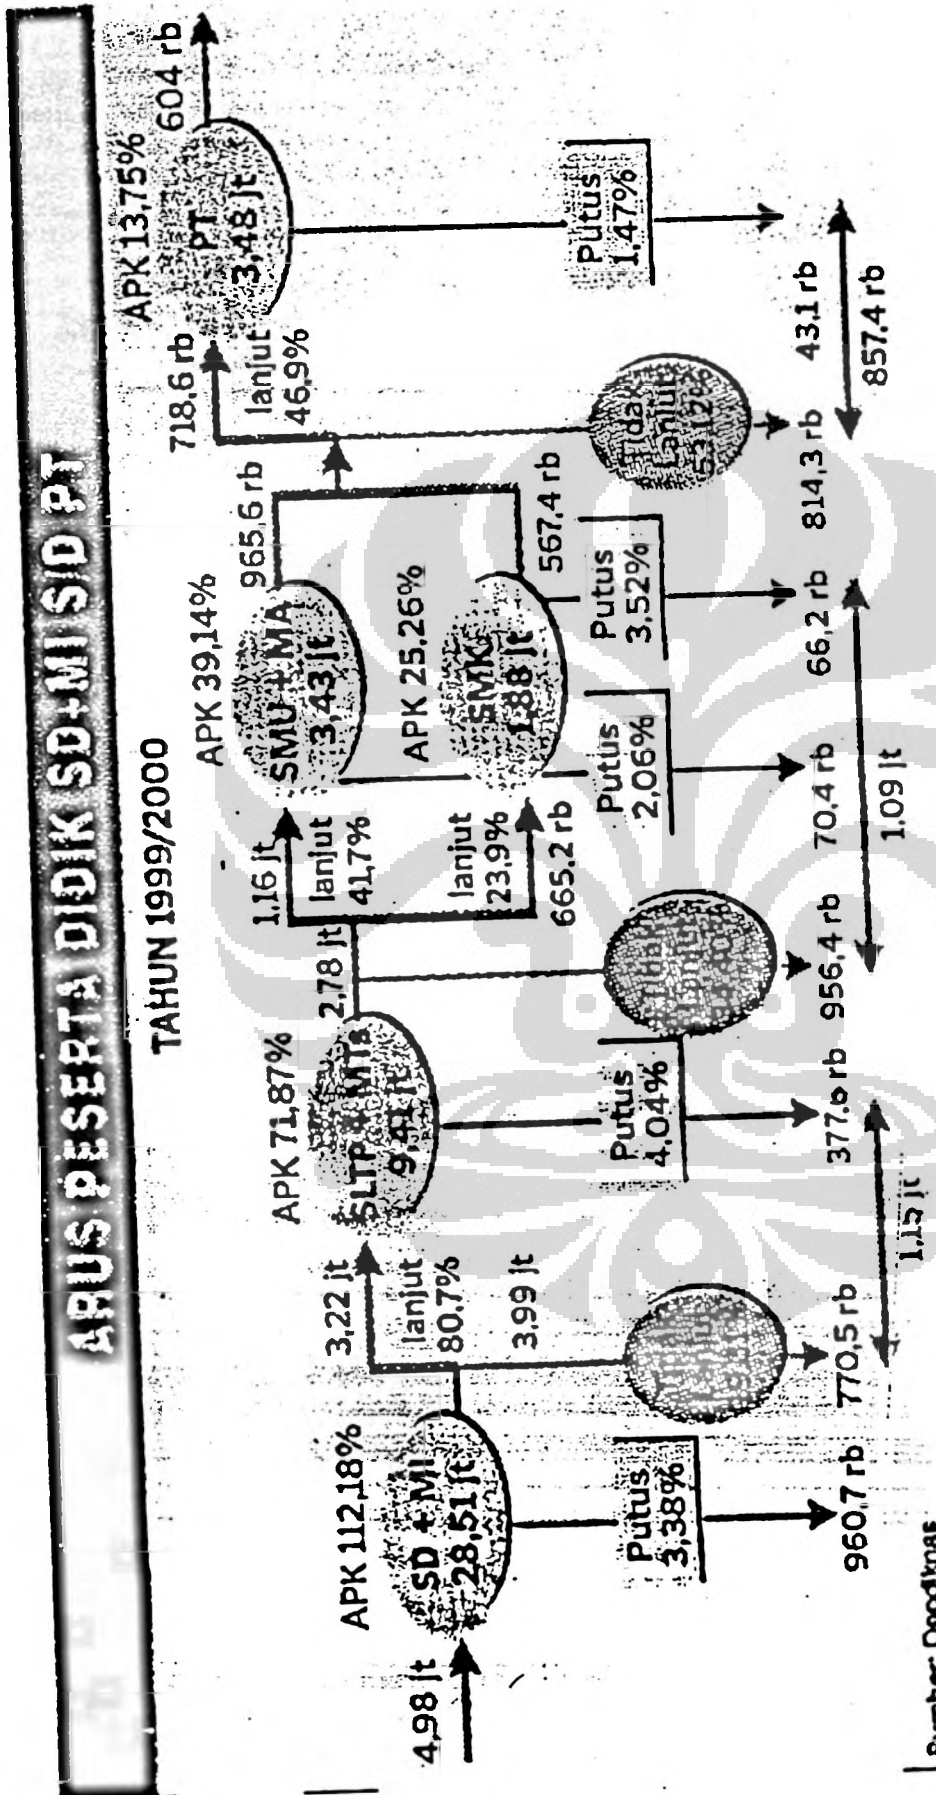 ARUS PESERTA DIDIK SD+MI S/D PT
TAHUN 1999/2000
4,98 jt
APK 112,18%
SD + MI
28,51 jt
Putus
3,38%
960,7 rb
3,22 jt
lanjut
80.7%
3,99 jt
770,5 rb
APK 71,87%
SLTP & MTs
9,41 jt
Putus
4.04%
377.6 rb
2,78 jt
956,4 rb
1.16 jt
lanjut
41,7%
lanjut
23,9%
665.2 rb
APK 39,14%
SMU+MA
3,43 jt
965,6 rb
APK 25,26%
SMK
1,88 jt
567.4 rb
Putus
2,06%
70.4 rb
Putus
3,52%
66,2 rb
1.09 jt
718,6 rb
lanjut
46,9%
Tidak
Lanjut
814,3 rb
APK 13,75%
PT
3,48 jt
604 rb
Putus
1,47%
43.1 rb
857.4 rb